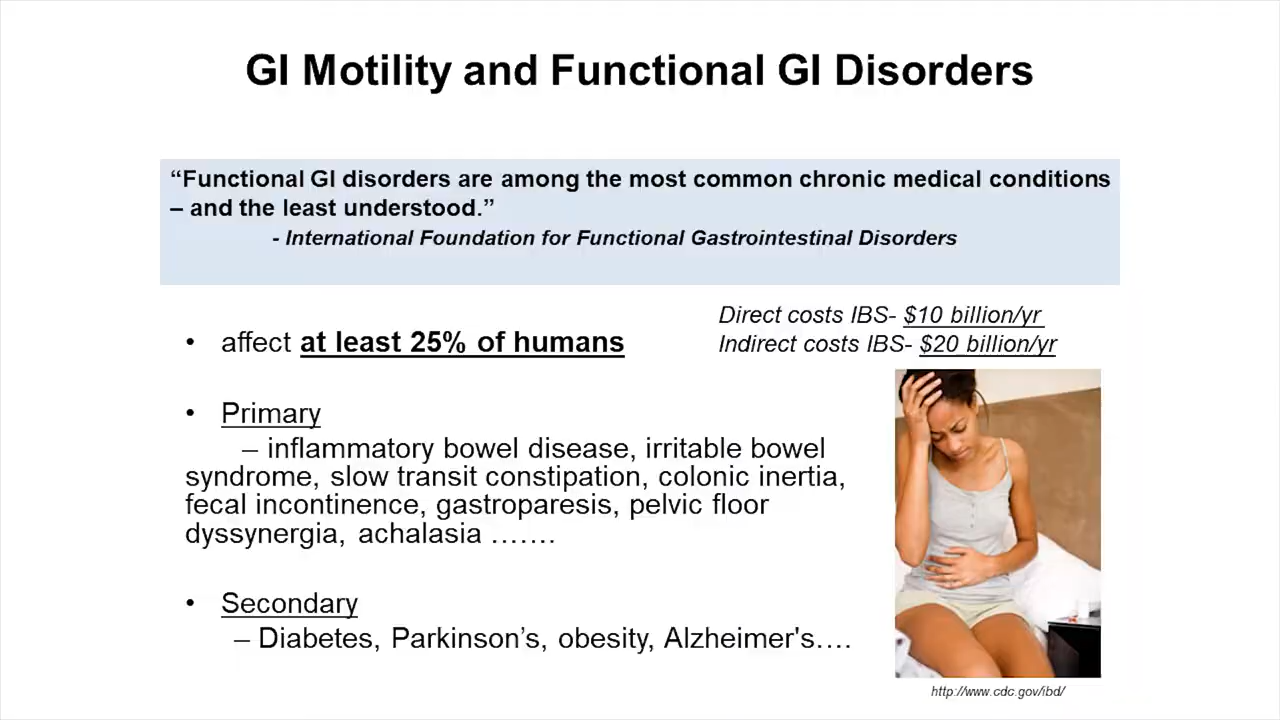 GI Motility and Functional GI Disorders
“Functional GI disorders are among the most common chronic medical conditions
– and the least understood.”
- International Foundation for Functional Gastrointestinal Disorders
• affect at least 25% of humans
Direct costs IBS- $10 billion/yr
Indirect costs IBS- $20 billion/yr
• Primary
– inflammatory bowel disease, irritable bowel
syndrome, slow transit constipation, colonic inertia,
fecal incontinence, gastroparesis, pelvic floor
dyssynergia, achalasia …….
• Secondary
– Diabetes, Parkinson’s, obesity, Alzheimer's….
http://www.cdc.gov/ibd/